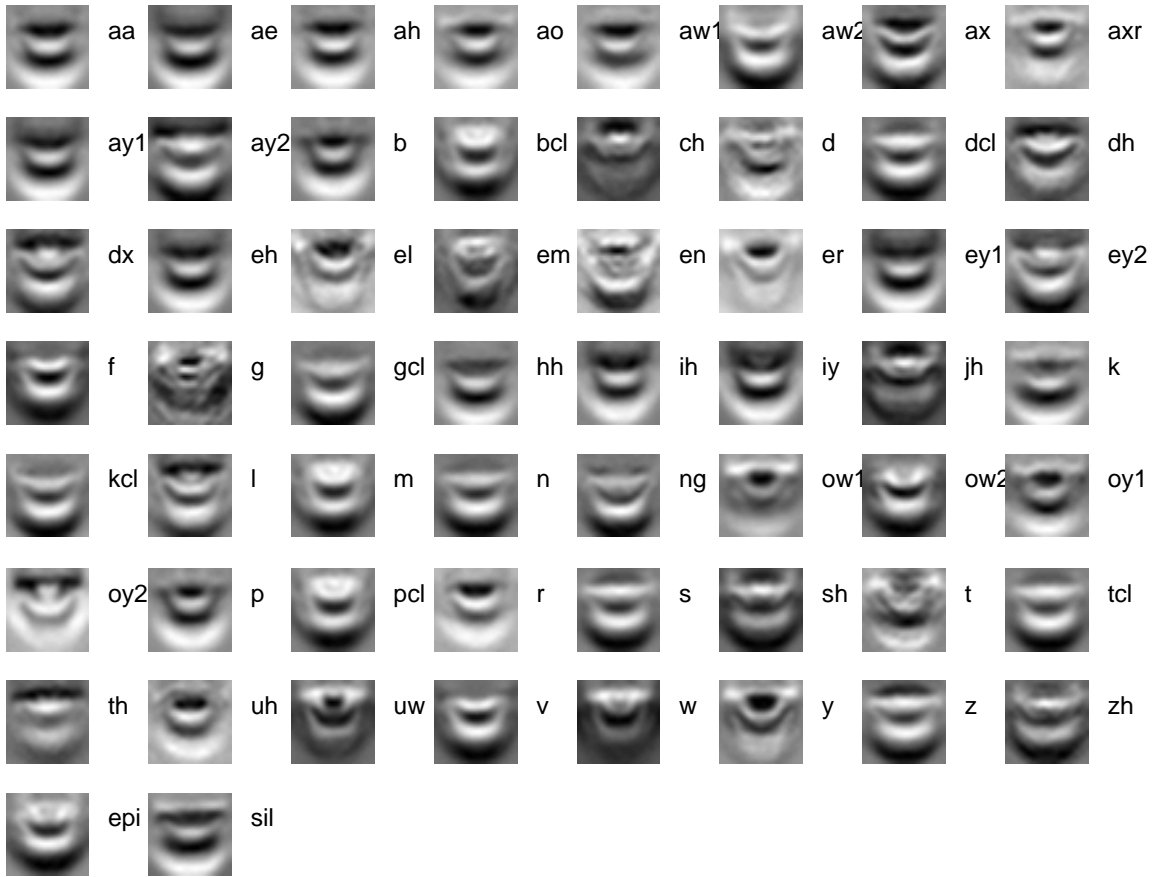 aa ae ah ao aw1 aw2 ax axr
ay1 ay2 b bcl ch d dcl dh
dx eh el em en er ey1 ey2
f g gcl hh ih iy jh k
kcl l m n ng ow1 ow2 oy1
oy2 p pcl r s sh t tcl
th uh uw v w y z zh
epi sil